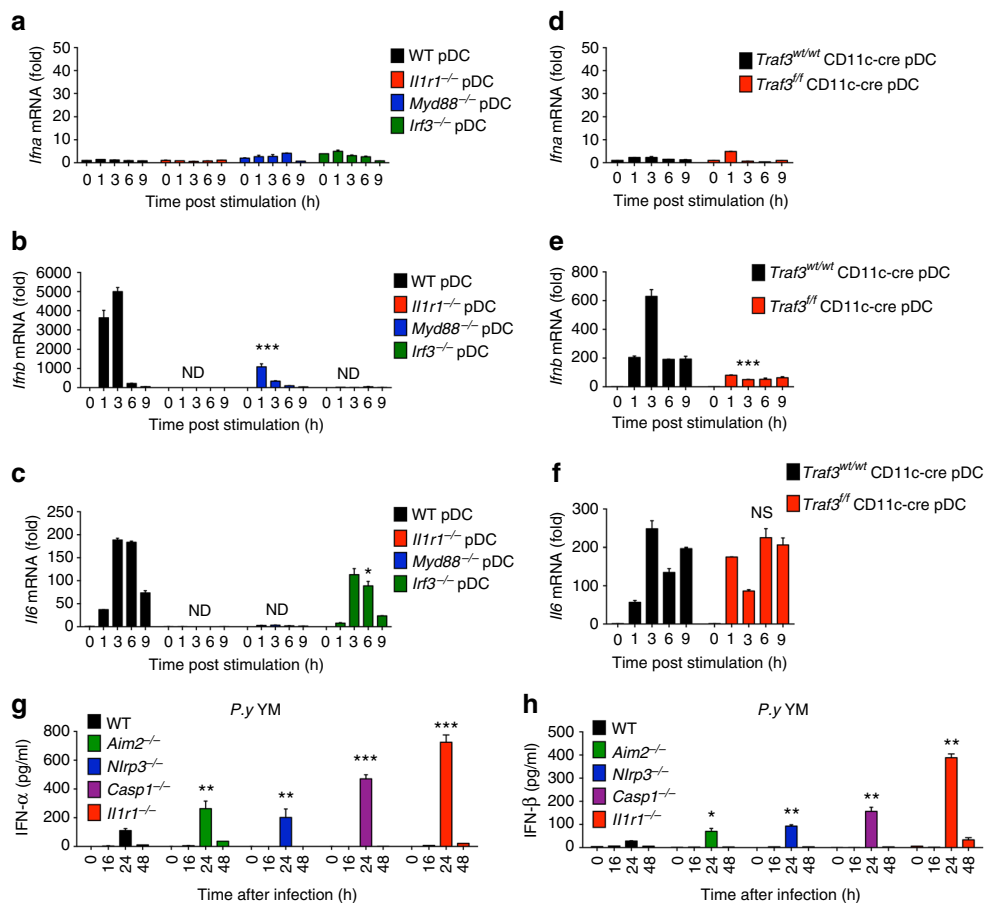 a
Ifna mRNA (fold)
50
40
30
20
10
0
WT pDC
Il1r1–/– pDC
Myd88–/– pDC
Irf3–/– pDC
0 1 3 6 9 0 1 3 6 9 0 1 3 6 9 0 1 3 6 9
Time post stimulation (h)
d
Ifna mRNA (fold)
50
40
30
20
10
0
Traf3wt/wt CD11c-cre pDC
Traf3f/f CD11c-cre pDC
0 1 3 6 9 0 1 3 6 9
Time post stimulation (h)
b
Ifnb mRNA (fold)
6000
5000
4000
3000
2000
1000
0
WT pDC
Il1r1–/– pDC
Myd88–/– pDC
Irf3–/– pDC
ND
***
ND
0 1 3 6 9 0 1 3 6 9 0 1 3 6 9 0 1 3 6 9
Time post stimulation (h)
e
Ifnb mRNA (fold)
800
600
400
200
0
Traf3wt/wt CD11c-cre pDC
Traf3f/f CD11c-cre pDC
***
0 1 3 6 9 0 1 3 6 9
Time post stimulation (h)
c
Il6 mRNA (fold)
250
200
150
100
50
0
WT pDC
Il1r1–/– pDC
Myd88–/– pDC
Irf3–/– pDC
ND
ND
*
0 1 3 6 9 0 1 3 6 9 0 1 3 6 9 0 1 3 6 9
Time post stimulation (h)
f
Il6 mRNA (fold)
300
200
100
0
Traf3wt/wt CD11c-cre pDC
Traf3f/f CD11c-cre pDC
NS
0 1 3 6 9 0 1 3 6 9
Time post stimulation (h)
g
P.y YM
IFN-α (pg/ml)
800
600
400
200
0
WT
Aim2–/–
Nlrp3–/–
Casp1–/–
Il1r1–/–
**
**
***
***
0 16 24 48 0 16 24 48 0 16 24 48 0 16 24 48 0 16 24 48
Time after infection (h)
h
P.y YM
IFN-β (pg/ml)
500
400
300
200
100
0
WT
Aim2–/–
Nlrp3–/–
Casp1–/–
Il1r1–/–
*
**
**
**
0 16 24 48 0 16 24 48 0 16 24 48 0 16 24 48 0 16 24 48
Time after infection (h)